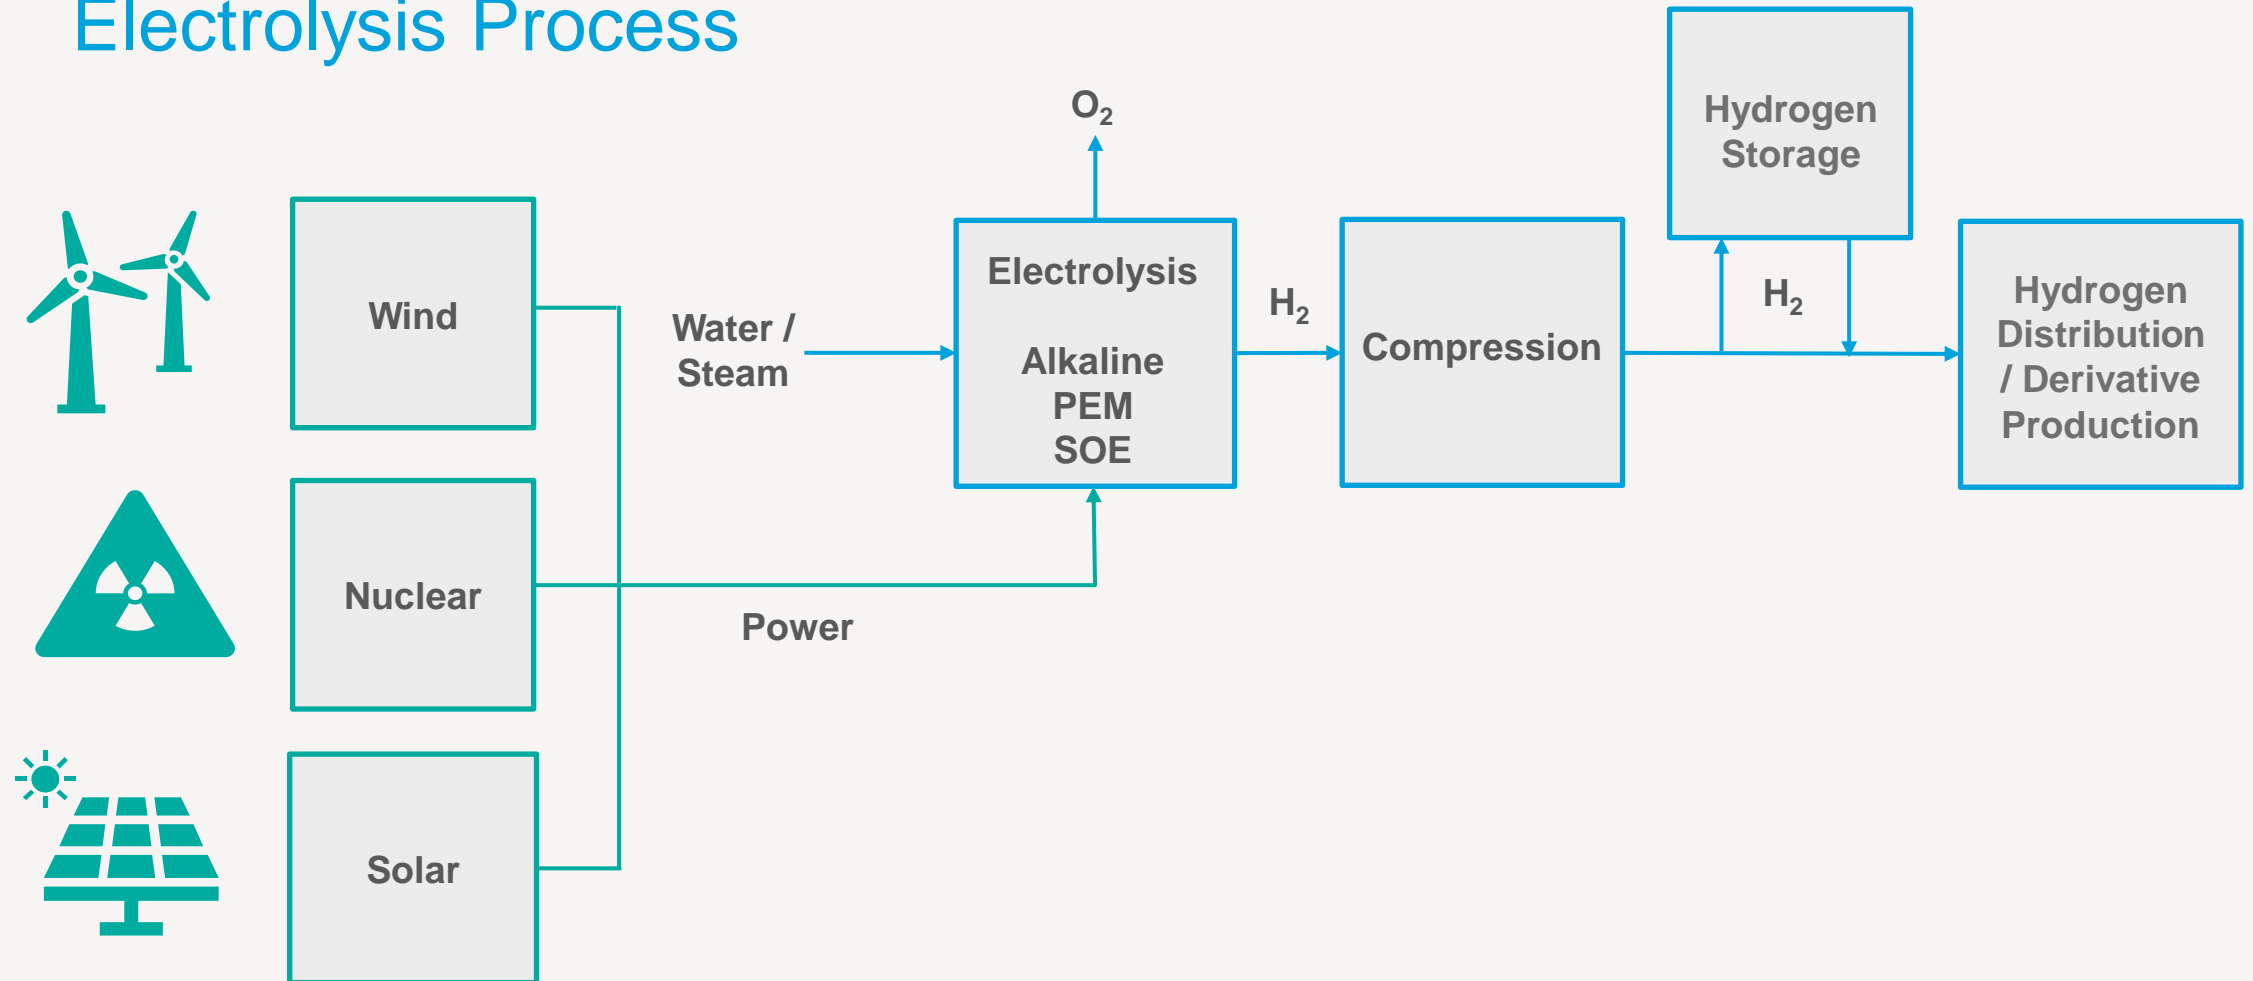 Electrolysis Process
O₂
Hydrogen
Storage
Wind
Water /
Steam
Electrolysis
Alkaline
PEM
SOE
H₂
Compression
H₂
Hydrogen
Distribution
/ Derivative
Production
Nuclear
Power
Solar